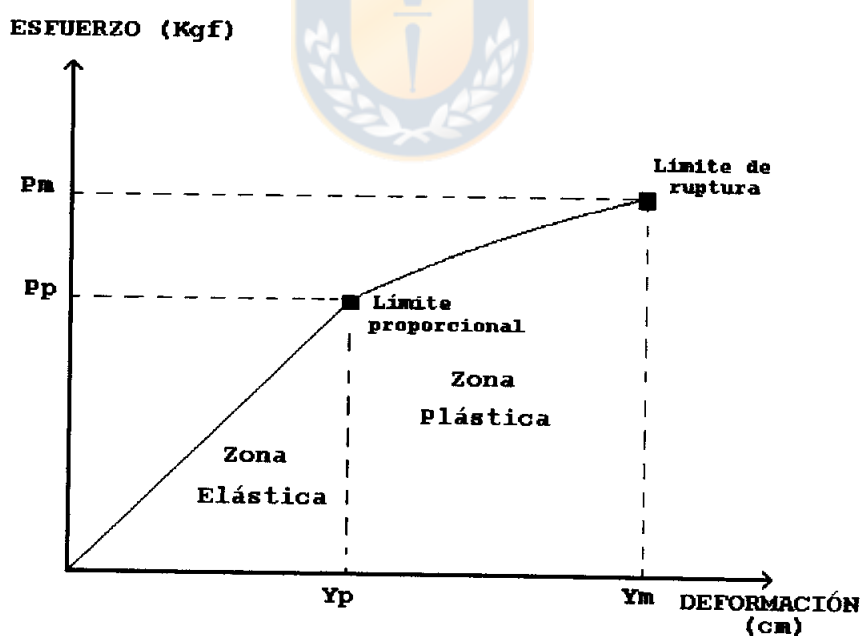 ESFUERZO (Kgf)
Límite de
ruptura
Pm
Pp
Límite
proporcional
Zona
Plástica
Zona
Elástica
Yp
Ym
DEFORMACIÓN
(cm)